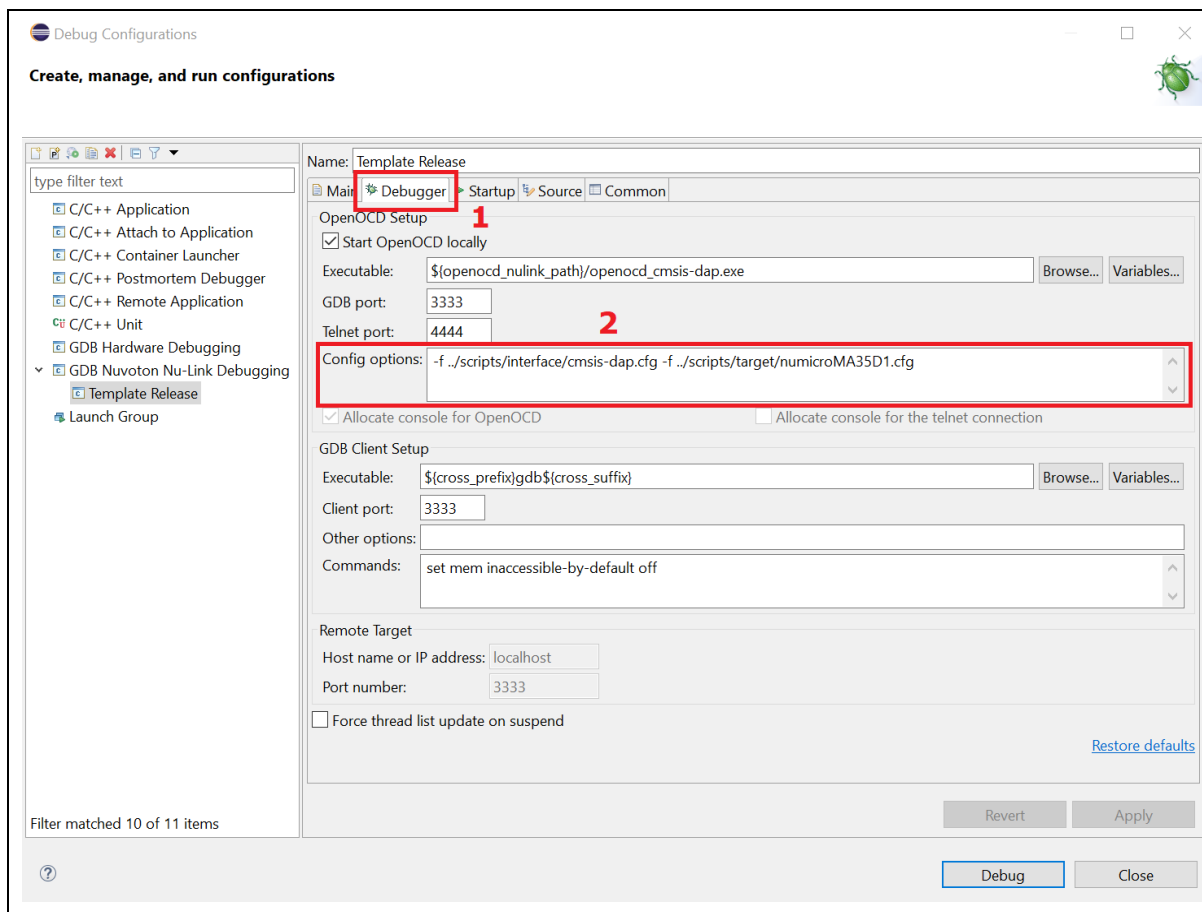 Debug Configurations
Create, manage, and run configurations
type filter text
C/C++ Application
C/C++ Attach to Application
C/C++ Container Launcher
C/C++ Postmortem Debugger
C/C++ Remote Application
C/C++ Unit
GDB Hardware Debugging
GDB Nuvoton Nu-Link Debugging
Template Release
Launch Group
Filter matched 10 of 11 items
Name: Template Release
Main Debugger Startup Source Common
1
OpenOCD Setup
Start OpenOCD locally
Executable: ${openocd_nulink_path}/openocd_cmsis-dap.exe Browse... Variables...
GDB port: 3333
Telnet port: 4444
2
Config options: -f ../scripts/interface/cmsis-dap.cfg -f ../scripts/target/numicroMA35D1.cfg
Allocate console for OpenOCD Allocate console for the telnet connection
GDB Client Setup
Executable: ${cross_prefix}gdb${cross_suffix} Browse... Variables...
Client port: 3333
Other options:
Commands: set mem inaccessible-by-default off
Remote Target
Host name or IP address: localhost
Port number: 3333
Force thread list update on suspend
Restore defaults
Revert Apply
Debug Close